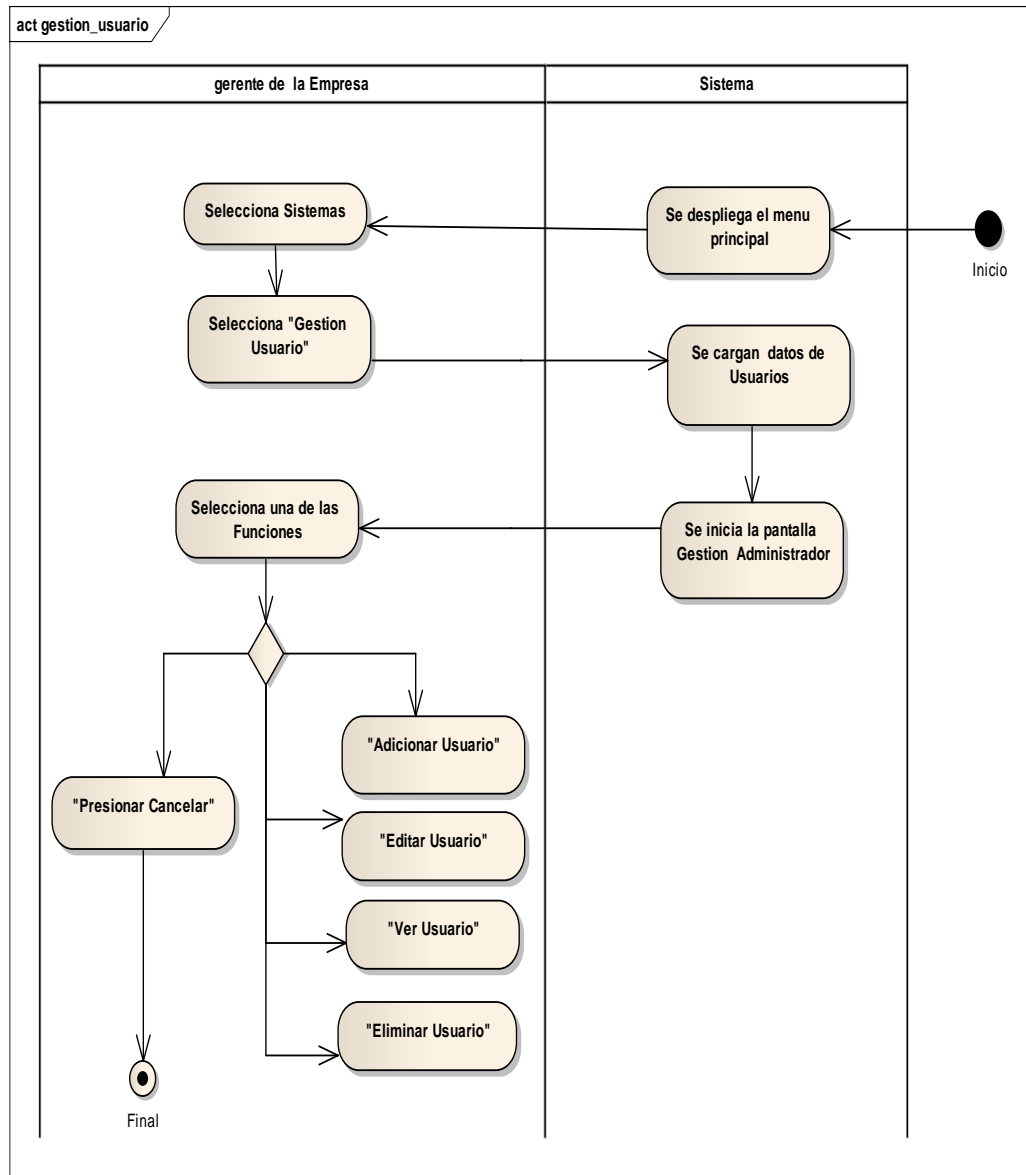 act gestion_usuario
gerente de la Empresa
Sistema
Selecciona Sistemas
Se despliega el menu
principal
Inicio
Selecciona "Gestion
Usuario"
Se cargan datos de
Usuarios
Selecciona una de las
Funciones
Se inicia la pantalla
Gestion Administrador
"Adicionar Usuario"
"Presionar Cancelar"
"Editar Usuario"
"Ver Usuario"
"Eliminar Usuario"
Final